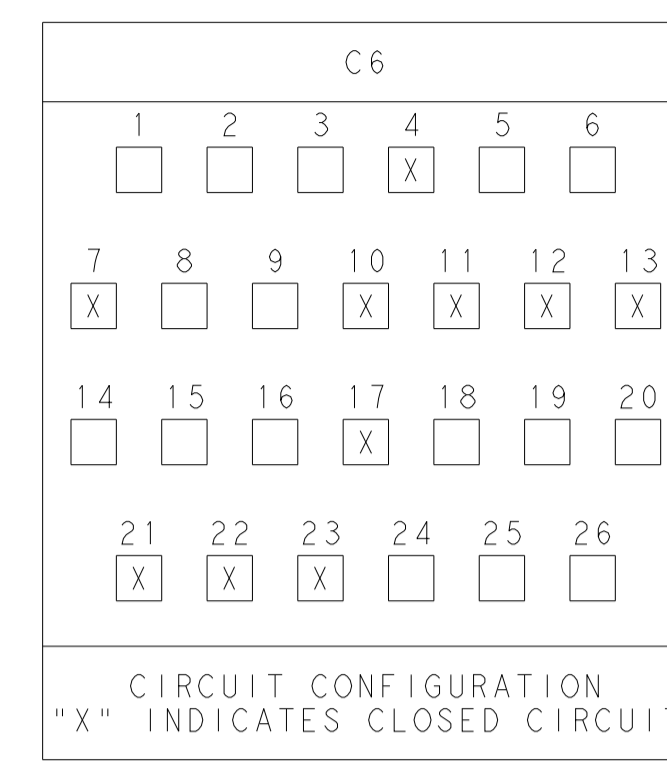 C6
1 2 3 4 5 6
X
7 8 9 10 11 12 13
X X X X X
14 15 16 17 18 19 20
X
21 22 23 24 25 26
X X X
CIRCUIT CONFIGURATION
"X" INDICATES CLOSED CIRCUIT